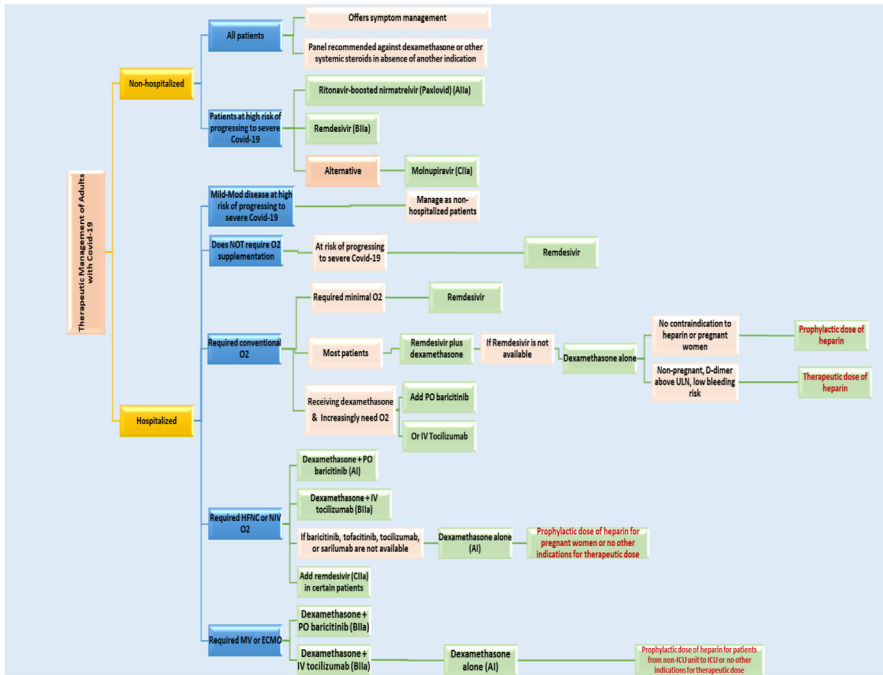 Therapeutic Management of Adults
with Covid-19
Non-hospitalized
All patients
Offers symptom management
Panel recommended against dexamethasone or other
systemic steroids in absence of another indication
Patients at high risk of
progressing to severe
Covid-19
Ritonavir-boosted nirmatrelvir (Paxlovid) (AIIa)
Remdesivir (BIIa)
Alternative
Molnupiravir (CIIa)
Hospitalized
Mild-Mod disease at high
risk of progressing to
severe Covid-19
Manage as non-
hospitalized patients
Does NOT require O2
supplementation
At risk of progressing
to severe Covid-19
Remdesivir
Required conventional
O2
Required minimal O2
Remdesivir
Most patients
Remdesivir plus
dexamethasone
If Remdesivir is not
available
Dexamethasone alone
No contraindication to
heparin or pregnant
women
Prophylactic dose of
heparin
Non-pregnant, D-dimer
above ULN, low bleeding
risk
Therapeutic dose of
heparin
Receiving dexamethasone
& Increasingly need O2
Add PO baricitinib
Or IV Tocilizumab
Required HFNC or NIV
O2
Dexamethasone + PO
baricitinib (AI)
Dexamethasone + IV
tocilizumab (BIIa)
If baricitinib, tofacitinib, tocilizumab,
or sarilumab are not available
Dexamethasone alone
(AI)
Prophylactic dose of heparin for
pregnant women or no other
indications for therapeutic dose
Add remdesivir (CIIa)
in certain patients
Required MV or ECMO
Dexamethasone +
PO baricitinib (BIIa)
Dexamethasone +
IV tocilizumab (BIIa)
Dexamethasone
alone (AI)
Prophylactic dose of heparin for patients
from non-ICU unit to ICU or no other
indications for therapeutic dose